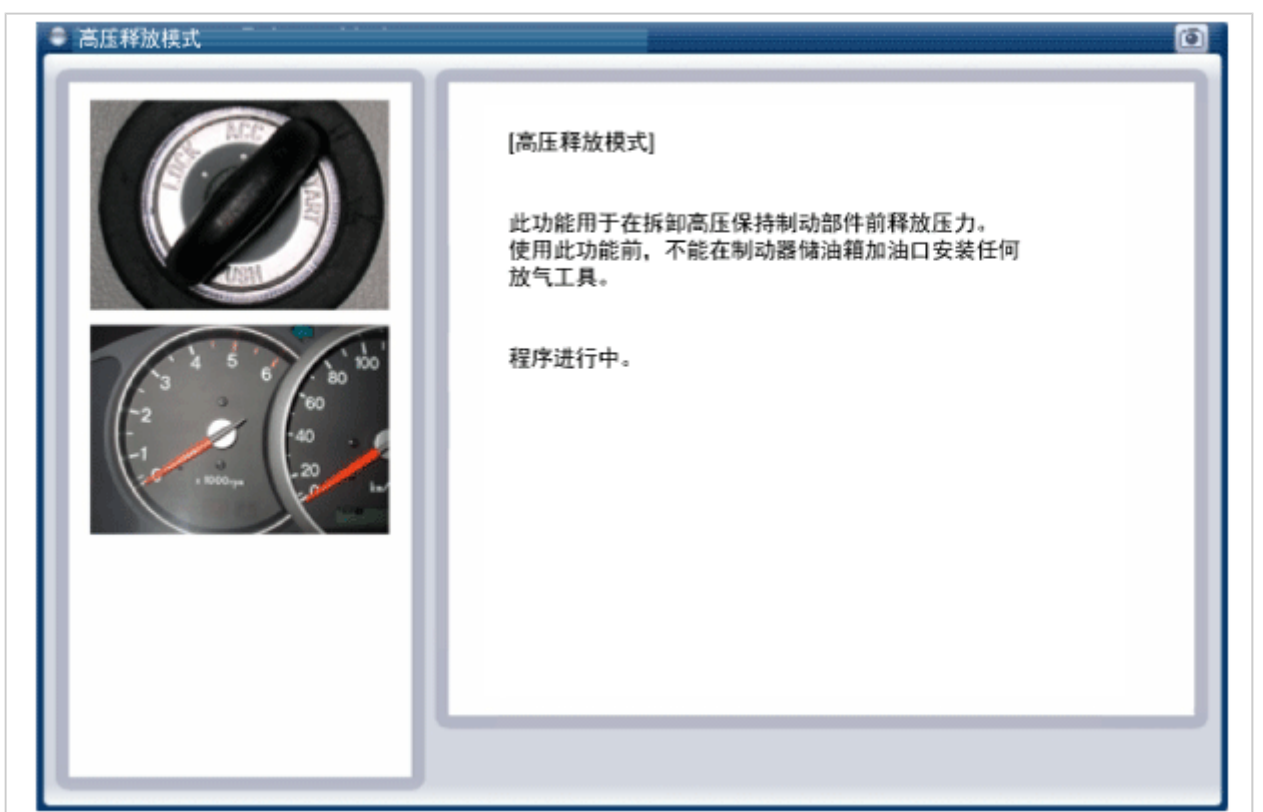 高压释放模式
ACC
LOCK
START
PUSH
[高压释放模式]
此功能用于在拆卸高压保持制动部件前释放压力。
使用此功能前，不能在制动器储油箱加油口安装任何
放气工具。
程序进行中。
0 1 2 3 4 5 6
x 1000rpm
0 20 40 60 80 100
km/